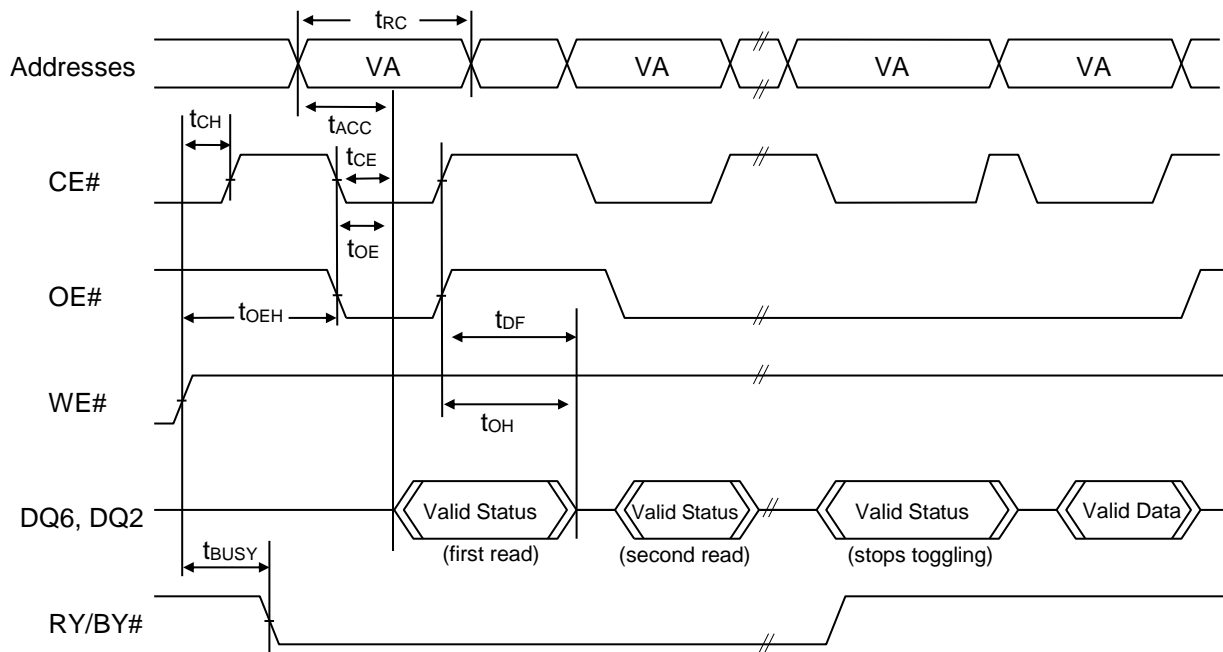 tRC
Addresses VA VA VA VA
tCH
tACC
tCE
CE#
tOE
OE#
tOEH
tDF
WE#
tOH
DQ6, DQ2 Valid Status Valid Status Valid Status Valid Data
(first read) (second read) (stops toggling)
tBUSY
RY/BY#